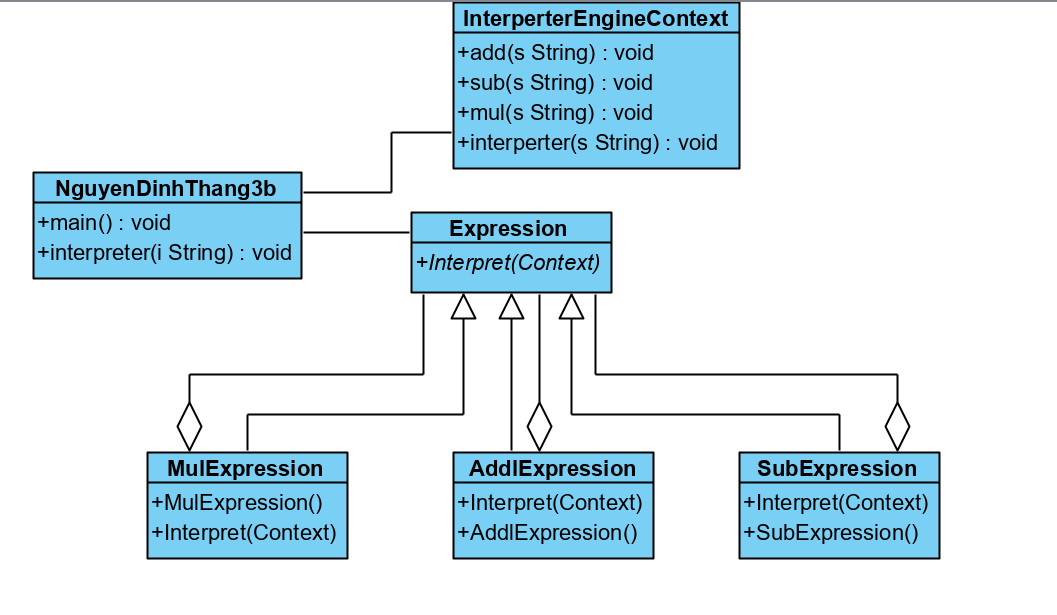 InterperterEngineContext
+add(s String) : void
+sub(s String) : void
+mul(s String) : void
+interperter(s String) : void
NguyenDinhThang3b
+main() : void
+interpreter(i String) : void
Expression
+Interpret(Context)
MulExpression
+MulExpression()
+Interpret(Context)
AddlExpression
+Interpret(Context)
+AddlExpression()
SubExpression
+Interpret(Context)
+SubExpression()